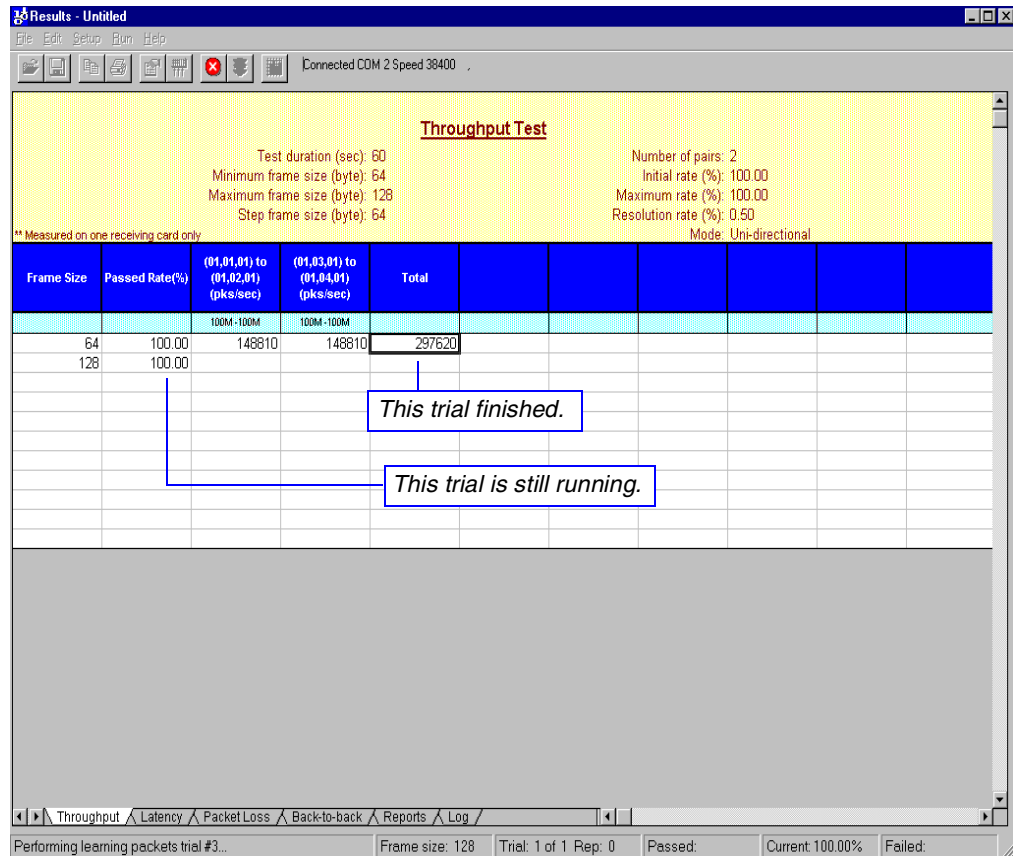 Results - Untitled
File Edit Setup Run Help
Connected COM 2 Speed 38400 ,
Throughput Test
Test duration (sec): 60 Number of pairs: 2
Minimum frame size (byte): 64 Initial rate (%): 100.00
Maximum frame size (byte): 128 Maximum rate (%): 100.00
Step frame size (byte): 64 Resolution rate (%): 0.50
** Measured on one receiving card only Mode: Uni-directional
Frame Size Passed Rate(%) (01,01,01) to (01,02,01) (pks/sec) (01,03,01) to (01,04,01) (pks/sec) Total
100M -100M 100M -100M
64 100.00 148810 148810 297620
128 100.00
This trial finished.
This trial is still running.
Throughput Latency Packet Loss Back-to-back Reports Log
Performing learning packets trial #3... Frame size: 128 Trial: 1 of 1 Rep: 0 Passed: Current: 100.00% Failed: